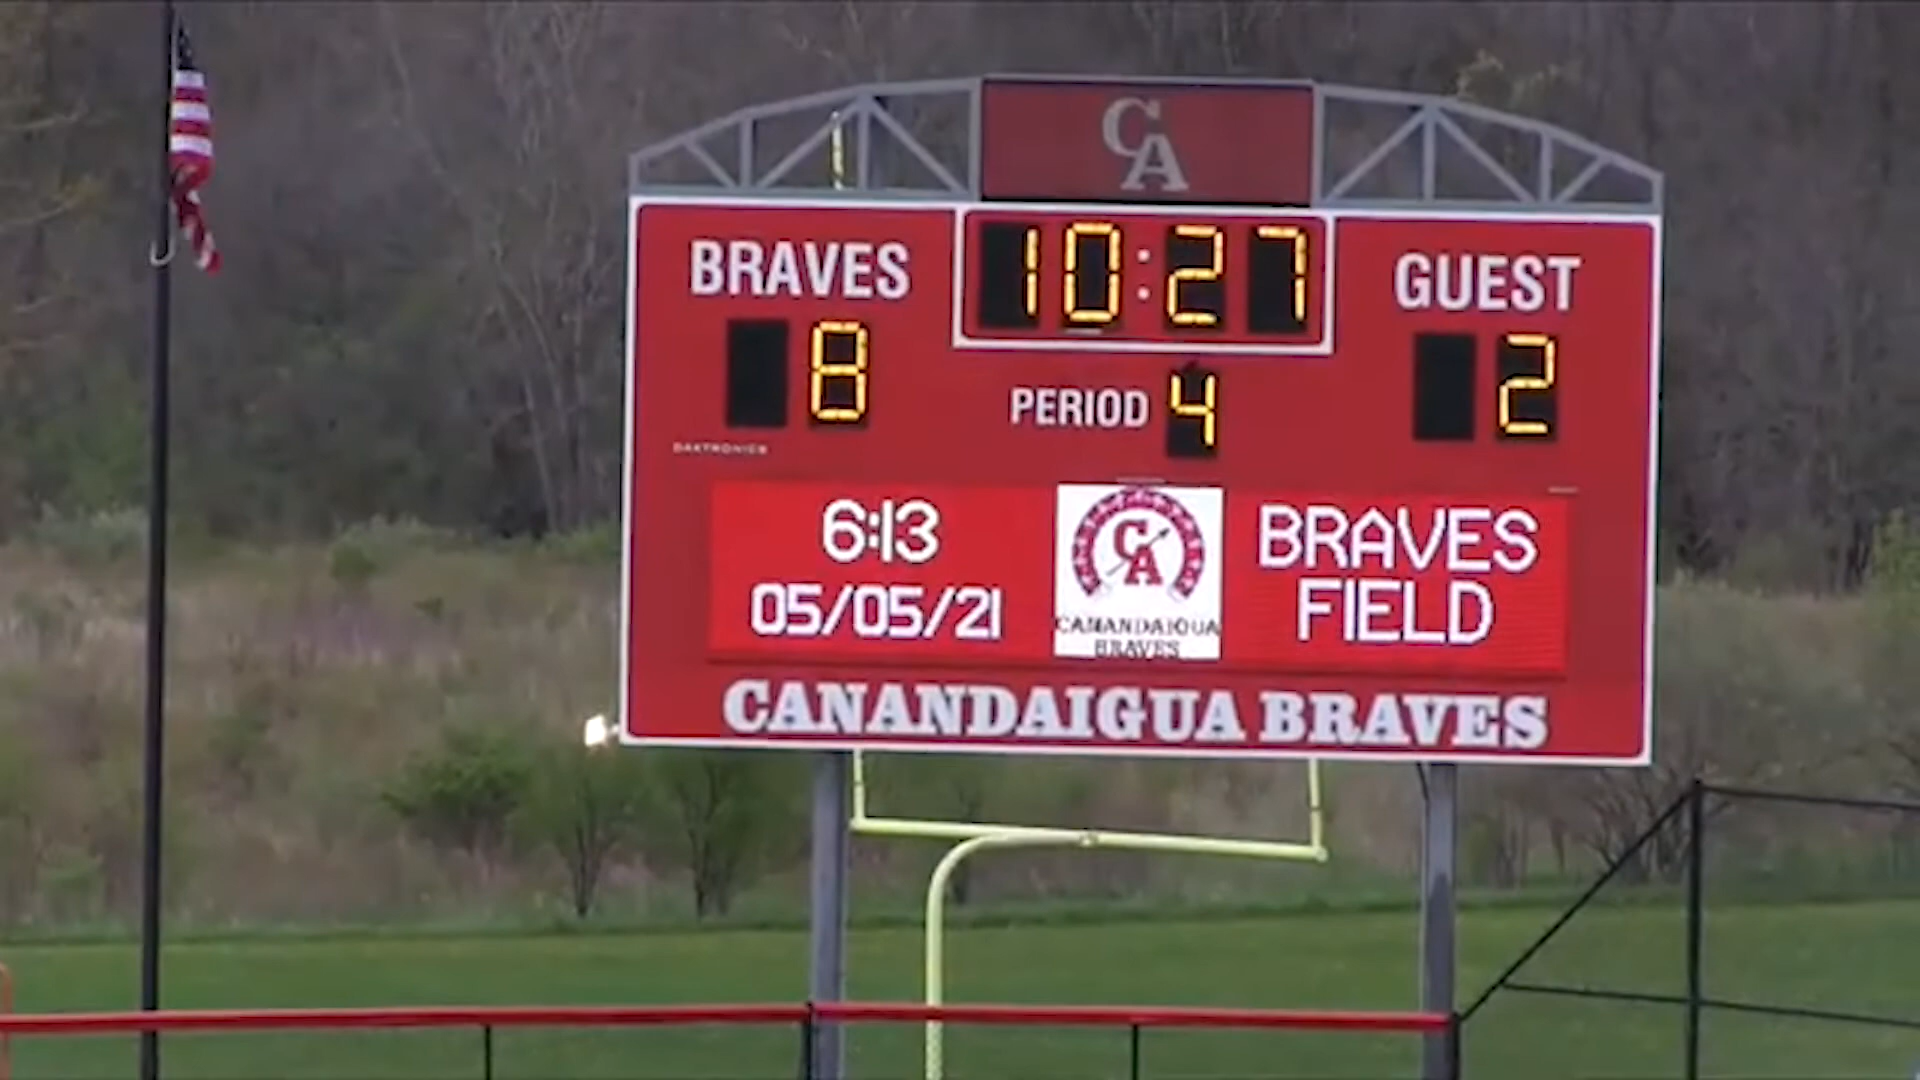 CA
BRAVES
10:27
GUEST
8
PERIOD 4
2
DAKTRONICS
6:13
05/05/21
CA
CANANDAIGUA
BRAVES
BRAVES
FIELD
CANANDAIGUA BRAVES